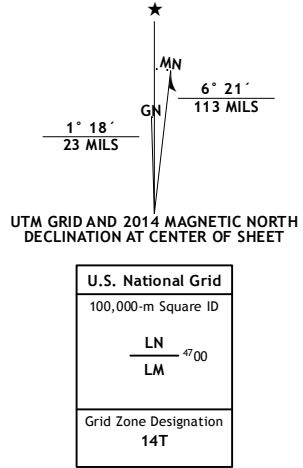 ★
MN
GN
6° 21´
113 MILS
1° 18´
23 MILS
UTM GRID AND 2014 MAGNETIC NORTH
DECLINATION AT CENTER OF SHEET
U.S. National Grid
100,000-m Square ID
LN
4700
LM
Grid Zone Designation
14T